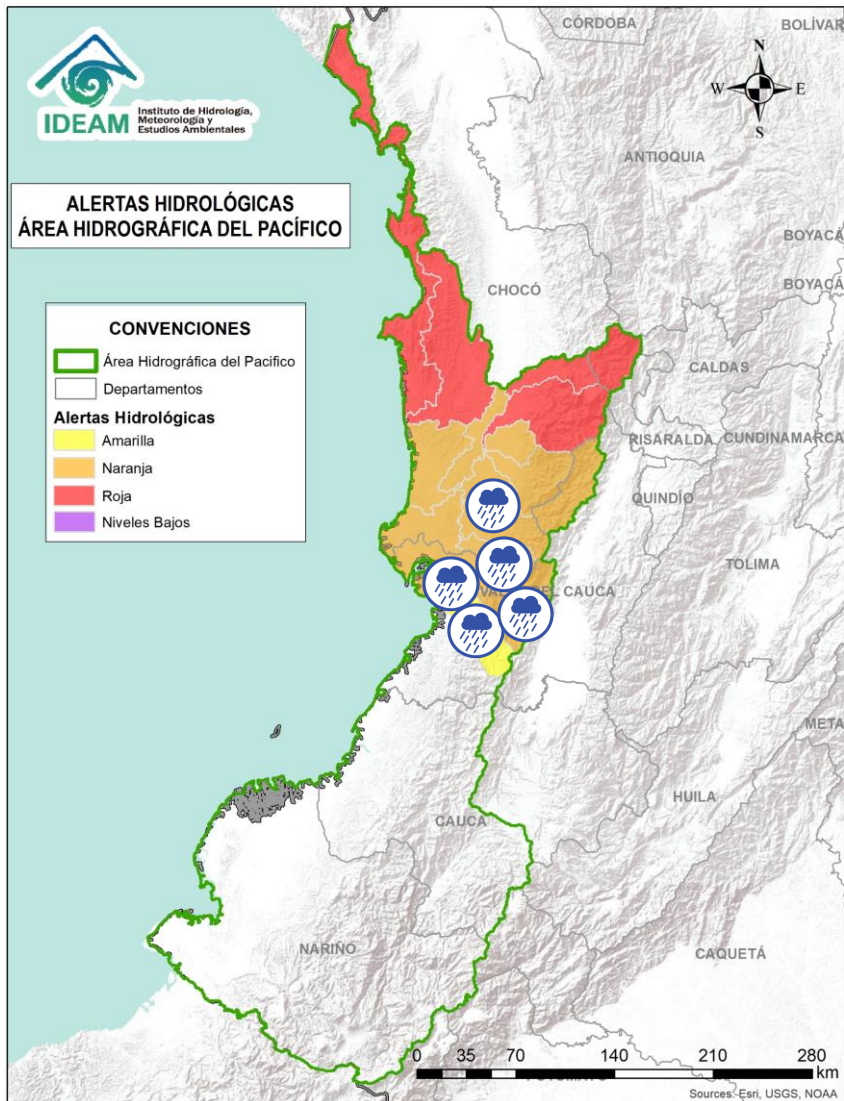 CÓRDOBA
BOLÍVAR
N
W E
S
IDEAM
Instituto de Hidrología,
Meteorología y
Estudios Ambientales
ANTIOQUIA
ALERTAS HIDROLÓGICAS
ÁREA HIDROGRÁFICA DEL PACÍFICO
BOYACÁ
BOYACÁ
CHOCÓ
CONVENCIONES
Área Hidrográfica del Pacifico
Departamentos
Alertas Hidrológicas
Amarilla
Naranja
Roja
Niveles Bajos
CALDAS
RISARALDA
CUNDINAMARCA
QUINDÍO
TOLIMA
DEL CAUCA
META
HUILA
CAUCA
NARIÑO
CAQUETÁ
0 35 70 140 210 280
km
Sources: Esri, USGS, NOAA